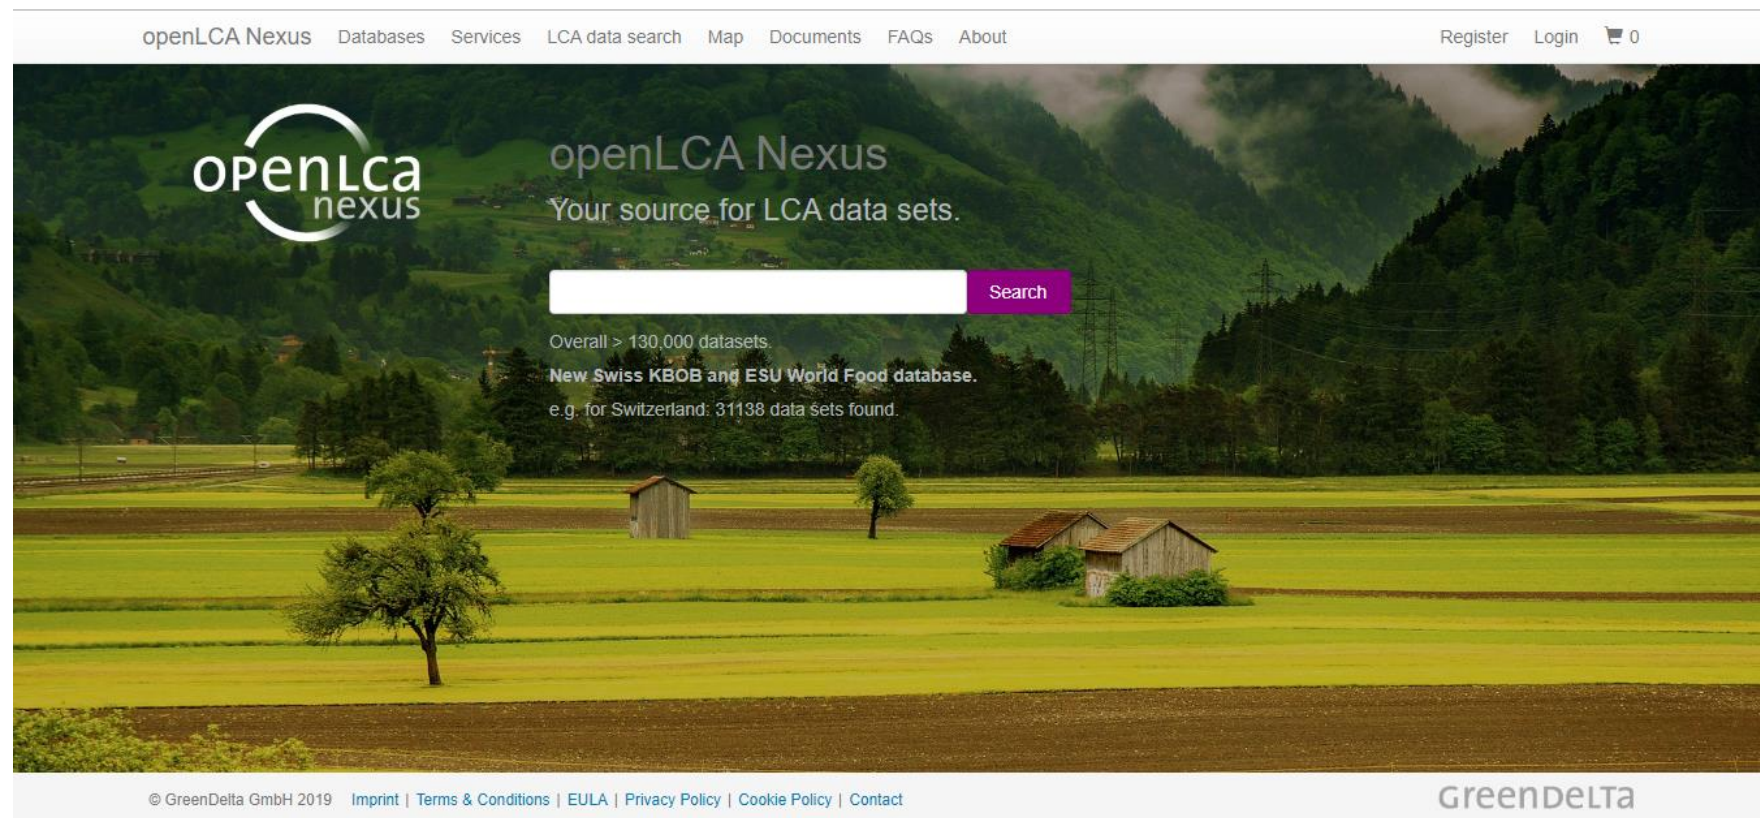 openLCA Nexus Databases Services LCA data search Map Documents FAQs About Register Login 0
openLca
nexus
openLCA Nexus
Your source for LCA data sets.
Search
Overall > 130,000 datasets.
New Swiss KBOB and ESU World Food database.
e.g. for Switzerland: 31138 data sets found.
© GreenDelta GmbH 2019 Imprint | Terms & Conditions | EULA | Privacy Policy | Cookie Policy | Contact GreenDeLTa